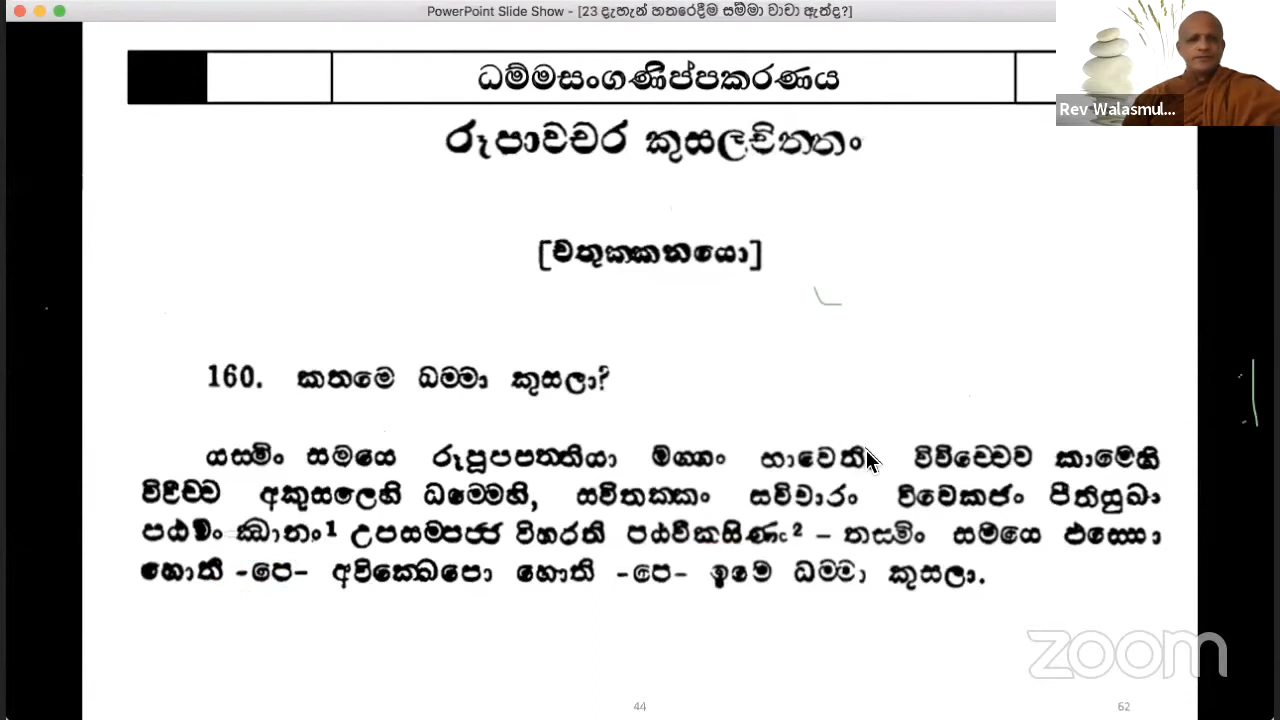 PowerPoint Slide Show - [23 දැහැන් හතරෙදීම සම්මා වාචා ඇත්ද?]
ධම්මසංගණිප්පකරණය
Rev Walasmul...
රූපාවචර කුසලචිත්තං
[චතුක්කනයො]
160. කතමෙ ධම්මා කුසලා?
යස්මිං සමයෙ රූපූපපත්තියා මග්ගං භාවෙති විවිච්චෙව කාමෙහි
විවිච්ච අකුසලෙහි ධම්මෙහි, සවිතක්කං සවිචාරං විවෙකජං පීතිසුඛං
පඨමං ඣානං1 උපසම්පජ්ජ විහරති පඨවීකසිණං2 – තස්මිං සමයෙ ඵස්සො
හොති -පෙ- අවික්ඛෙපො හොති -පෙ- ඉමෙ ධම්මා කුසලා.
zoom
44 62